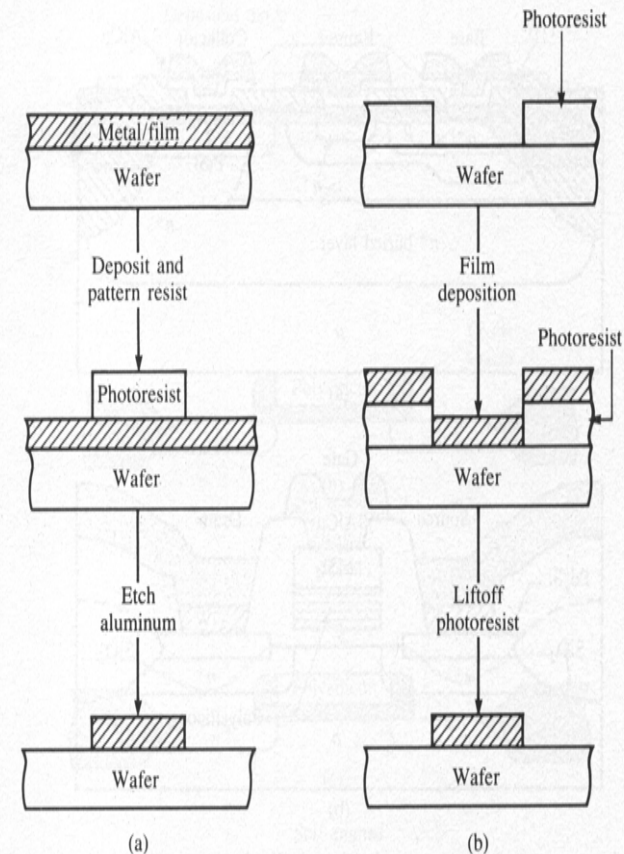 Metal/film
Wafer
Deposit and
pattern resist
Photoresist
Wafer
Etch
aluminum
Wafer
(a)
Photoresist
Wafer
Film
deposition
Photoresist
Wafer
Liftoff
photoresist
Wafer
(b)